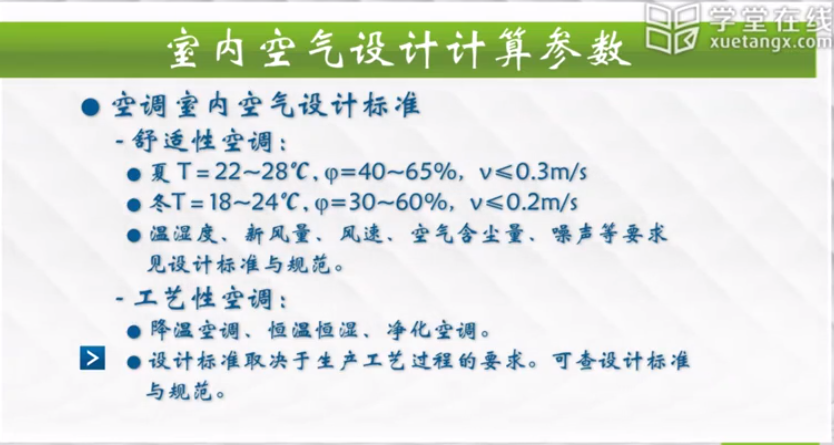 学堂在线
xuetangx.com
室内空气设计计算参数
● 空调室内空气设计标准
- 舒适性空调：
● 夏T=22~28℃,φ=40~65%，v≤0.3m/s
● 冬T=18~24℃,φ=30~60%，v≤0.2m/s
● 温湿度、新风量、风速、空气含尘量、噪声等要求
见设计标准与规范。
- 工艺性空调：
● 降温空调、恒温恒湿、净化空调。
● 设计标准取决于生产工艺过程的要求。可查设计标准
与规范。